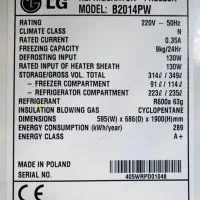 LG REFRIGERATOR - FREEZER
MODEL: B2014PW
RATING 220V ~ 50Hz
CLIMATE CLASS N
RATED CURRENT 0.35A
FREEZING CAPACITY 9kg/24Hr
DEFROSTING INPUT 130W
RATED INPUT OF HEATER SHEATH 130W
STORAGE/GROSS VOL. TOTAL 314ℓ / 349ℓ
- FREEZER COMPARTMENT 91ℓ / 114ℓ
- REFRIGERATOR COMPARTMENT 223ℓ / 235ℓ
REFRIGERANT R600a 63g
INSULATION BLOWING GAS CYCLOPENTANE
DIMENSIONS 595(W) x 686(D) x 1900(H)mm
ENERGY CONSUMPTION (kWh/year) 289
ENERGY CLASS A+
MADE IN POLAND
SERIAL NO. 405WRPD01048